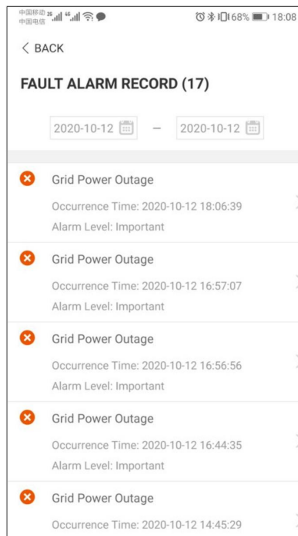 中国移动 2G 4G 68% 18:08
中国电信
< BACK
FAULT ALARM RECORD (17)
2020-10-12 – 2020-10-12
Grid Power Outage
Occurrence Time: 2020-10-12 18:06:39
Alarm Level: Important
Grid Power Outage
Occurrence Time: 2020-10-12 16:57:07
Alarm Level: Important
Grid Power Outage
Occurrence Time: 2020-10-12 16:56:56
Alarm Level: Important
Grid Power Outage
Occurrence Time: 2020-10-12 16:44:35
Alarm Level: Important
Grid Power Outage
Occurrence Time: 2020-10-12 14:45:29